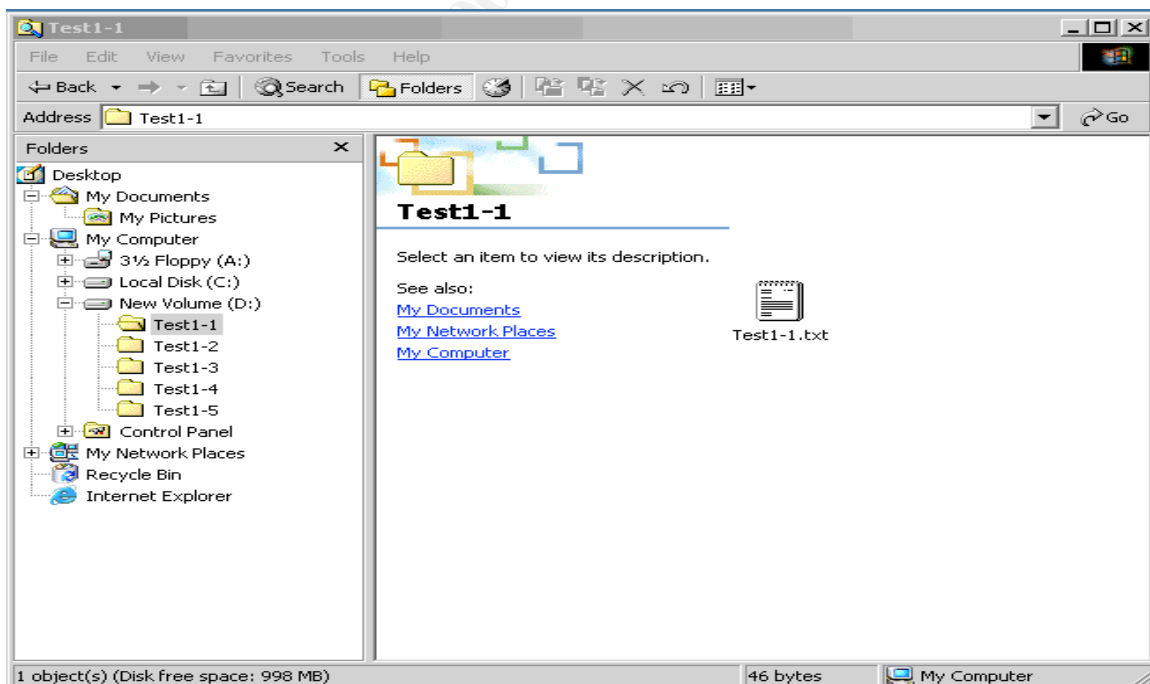 Test1-1
File Edit View Favorites Tools Help
Back Search Folders
Address Test1-1 Go
Folders
Desktop
My Documents
My Pictures
My Computer
3½ Floppy (A:)
Local Disk (C:)
New Volume (D:)
Test1-1
Test1-2
Test1-3
Test1-4
Test1-5
Control Panel
My Network Places
Recycle Bin
Internet Explorer
Test1-1
Select an item to view its description.
See also:
My Documents
My Network Places
My Computer
Test1-1.txt
1 object(s) (Disk free space: 998 MB) 46 bytes My Computer